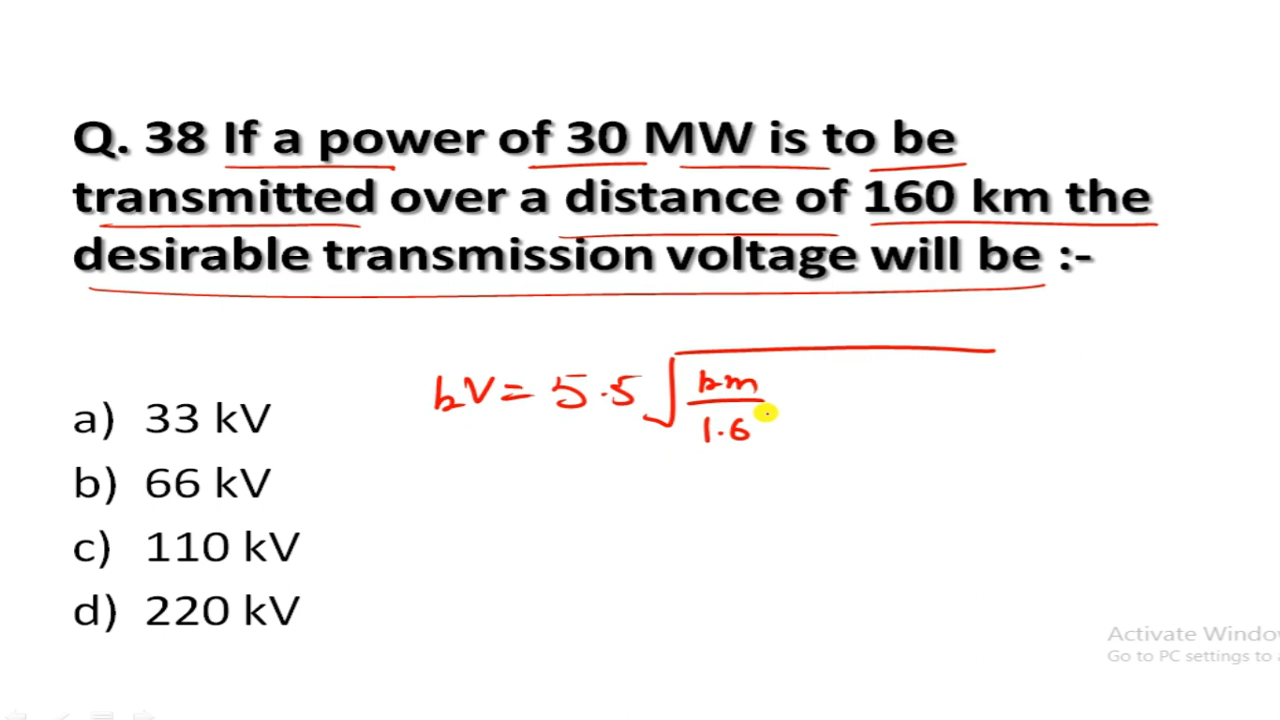 Q. 38 If a power of 30 MW is to be
transmitted over a distance of 160 km the
desirable transmission voltage will be :-
kV = 5.5 √ km
1.6
a) 33 kV
b) 66 kV
c) 110 kV
d) 220 kV
Activate Windo
Go to PC settings to a